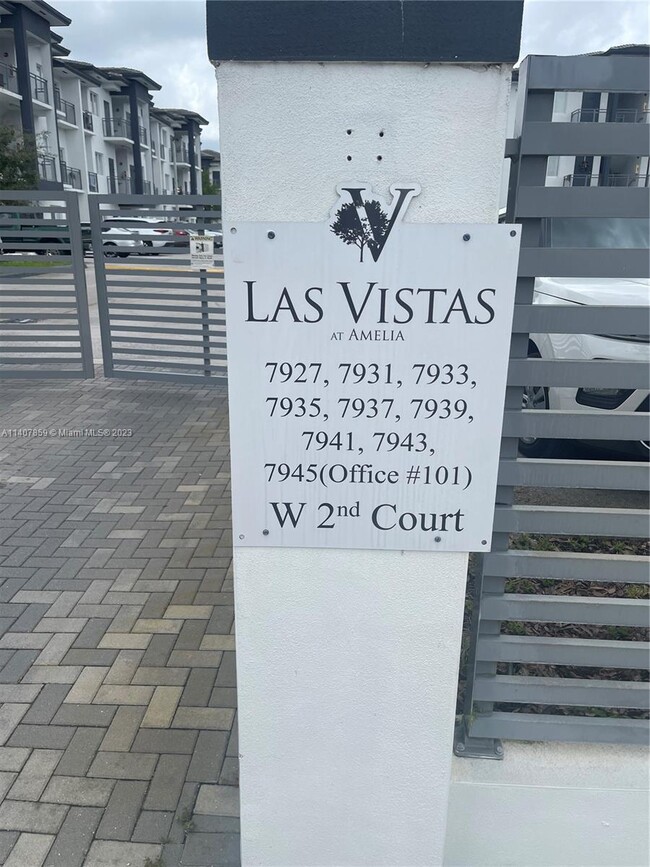 V
LAS VISTAS
AT AMELIA
7927, 7931, 7933,
7935, 7937, 7939,
7941, 7943,
7945(Office #101)
W 2nd Court
A11407859 © Miami MLS® 2023